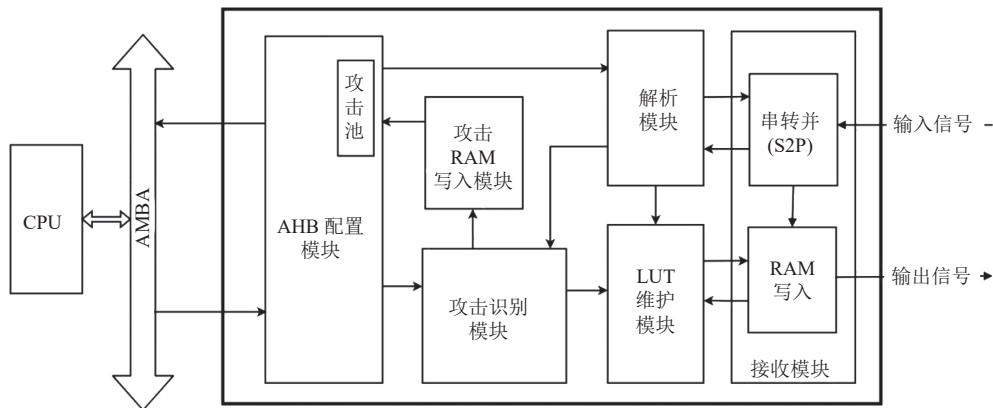 CPU
AMBA
AHB 配置
模块
攻
击
池
攻击
RAM
写入模块
攻击识别
模块
解析
模块
LUT
维护
模块
串转并
(S2P)
RAM
写入
接收模块
输入信号
输出信号